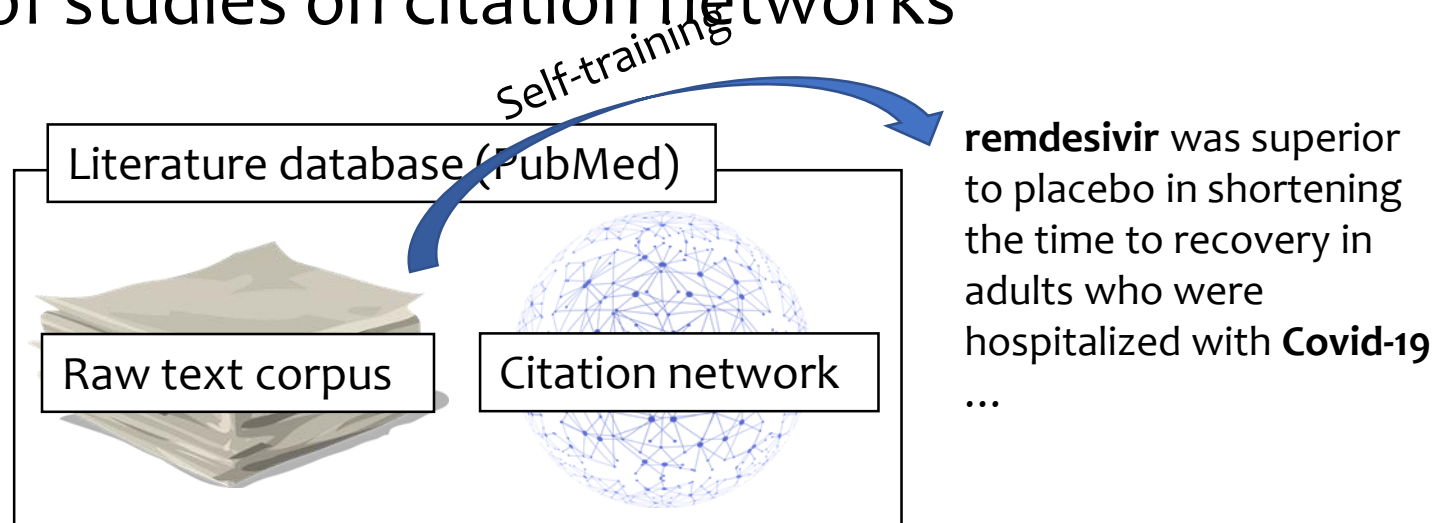 of studies on citation networks
Self-training
Literature database (PubMed)
Raw text corpus
Citation network
remdesivir was superior
to placebo in shortening
the time to recovery in
adults who were
hospitalized with Covid-19
…